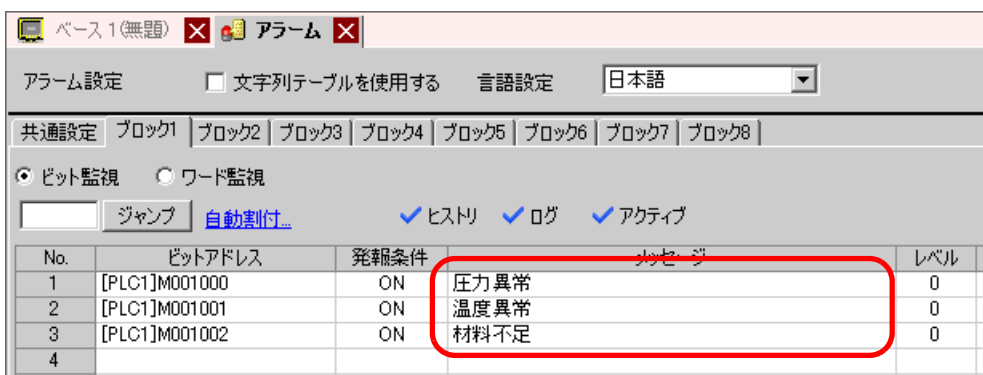 ベース1(無題) アラーム
アラーム設定 文字列テーブルを使用する 言語設定 日本語
共通設定 ブロック1 ブロック2 ブロック3 ブロック4 ブロック5 ブロック6 ブロック7 ブロック8
ビット監視 ワード監視
ジャンプ 自動割付... ヒストリ ログ アクティブ
No. ビットアドレス 発報条件 メッセージ レベル
1 [PLC1]M001000 ON 圧力異常 0
2 [PLC1]M001001 ON 温度異常 0
3 [PLC1]M001002 ON 材料不足 0
4